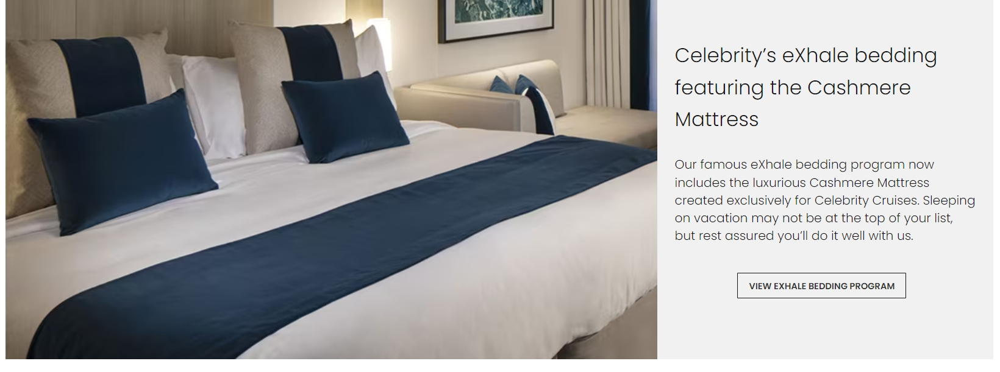 Celebrity’s eXhale bedding
featuring the Cashmere
Mattress
Our famous eXhale bedding program now
includes the luxurious Cashmere Mattress
created exclusively for Celebrity Cruises. Sleeping
on vacation may not be at the top of your list,
but rest assured you’ll do it well with us.
VIEW EXHALE BEDDING PROGRAM